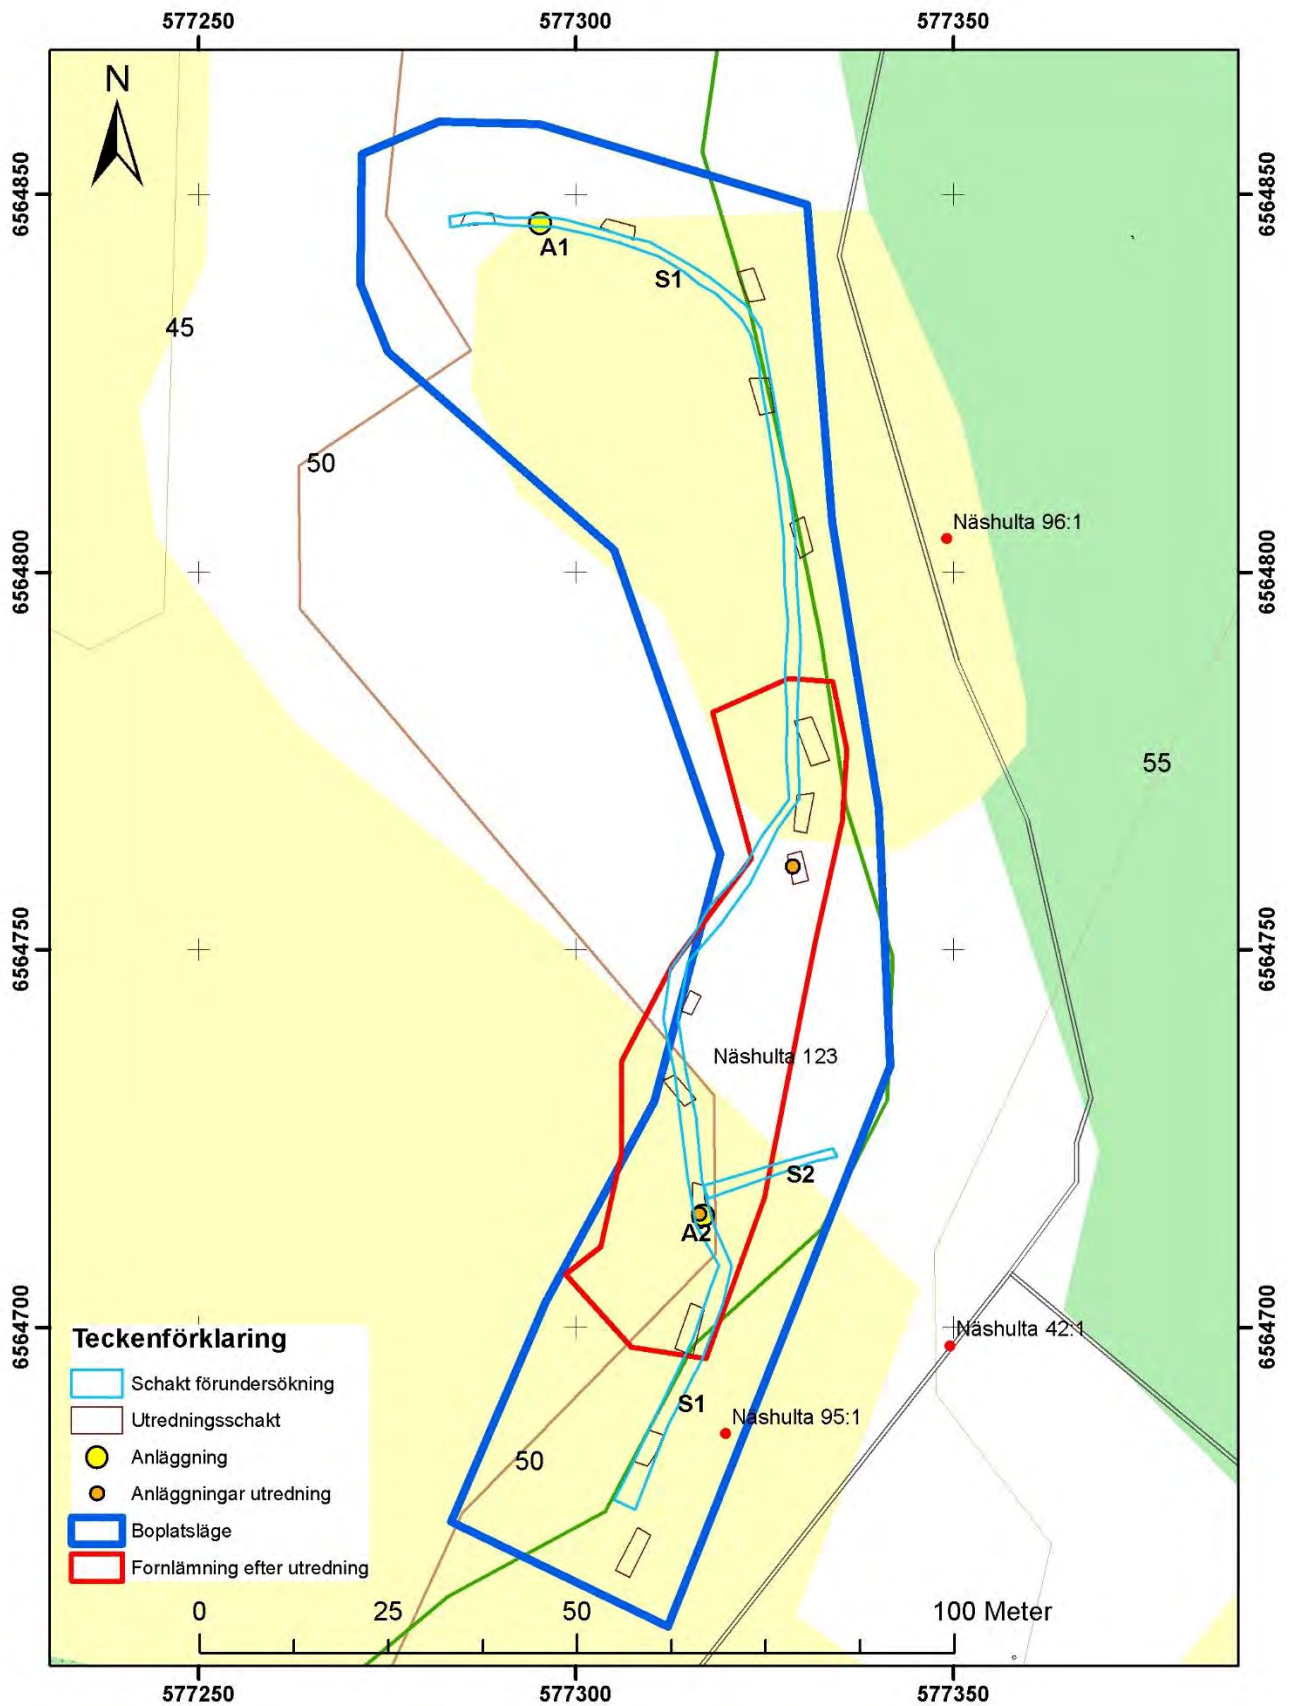 577250 577300 577350
N
6564850 6564850
A1
S1
45
50
Näshulta 96:1
6564800 6564800
55
6564750 6564750
Näshulta 123
S2
A2
6564700 6564700
Näshulta 42:1
S1
Näshulta 95:1
50
Teckenförklaring
Schakt förundersökning
Utredningsschakt
Anläggning
Anläggningar utredning
Boplatsläge
Fornlämning efter utredning
0 25 50 100 Meter
577250 577300 577350